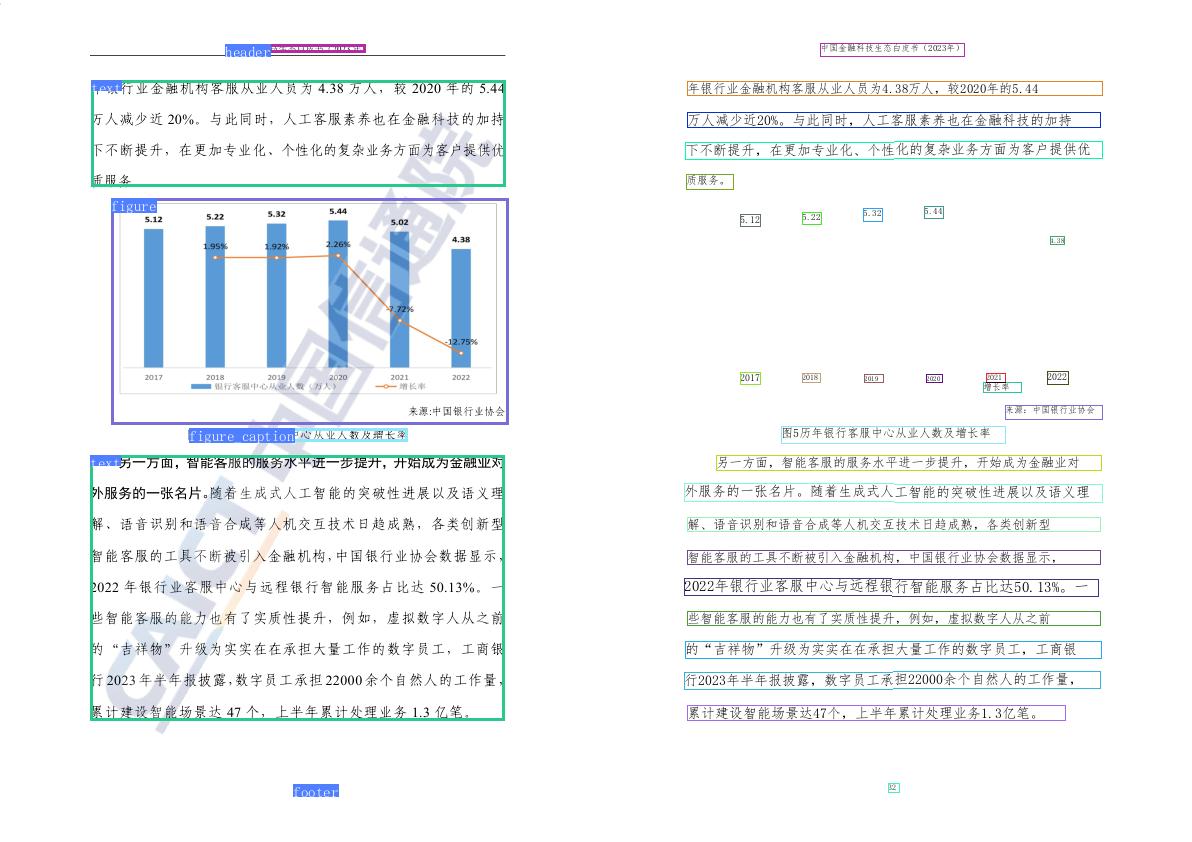 header
text
行业金融机构客服从业人员为 4.38 万人，较 2020 年的 5.44
万人减少近 20%。与此同时，人工客服素养也在金融科技的加持
下不断提升，在更加专业化、个性化的复杂业务方面为客户提供优
质服务
figure
5.12 5.22 5.32 5.44 5.02 4.38
1.95% 1.92% 2.26% -7.72% -12.75%
2017 2018 2019 2020 2021 2022
银行客服中心从业人数（万人） 增长率
来源:中国银行业协会
figure caption 中心从业人数及增长率
text
另一方面，智能客服的服务水平进一步提升，开始成为金融业对
外服务的一张名片。随着生成式人工智能的突破性进展以及语义理
解、语音识别和语音合成等人机交互技术日趋成熟，各类创新型
智能客服的工具不断被引入金融机构，中国银行业协会数据显示，
2022 年银行业客服中心与远程银行智能服务占比达 50.13%。一
些智能客服的能力也有了实质性提升，例如，虚拟数字人从之前
的“吉祥物”升级为实实在在承担大量工作的数字员工，工商银
行 2023 年半年报披露，数字员工承担 22000 余个自然人的工作量，
累计建设智能场景达 47 个，上半年累计处理业务 1.3 亿笔。
footer
CAICT 中国信通院
中国金融科技生态白皮书（2023年）
年银行业金融机构客服从业人员为4.38万人，较2020年的5.44
万人减少近20%。与此同时，人工客服素养也在金融科技的加持
下不断提升，在更加专业化、个性化的复杂业务方面为客户提供优
质服务。
5.12 5.22 5.32 5.44
4.38
2017 2018 2019 2020 2021 2022
增长率
来源：中国银行业协会
图5历年银行客服中心从业人数及增长率
另一方面，智能客服的服务水平进一步提升，开始成为金融业对
外服务的一张名片。随着生成式人工智能的突破性进展以及语义理
解、语音识别和语音合成等人机交互技术日趋成熟，各类创新型
智能客服的工具不断被引入金融机构，中国银行业协会数据显示，
2022年银行业客服中心与远程银行智能服务占比达50.13%。一
些智能客服的能力也有了实质性提升，例如，虚拟数字人从之前
的“吉祥物”升级为实实在在承担大量工作的数字员工，工商银
行2023年半年报披露，数字员工承担22000余个自然人的工作量，
累计建设智能场景达47个，上半年累计处理业务1.3亿笔。
32